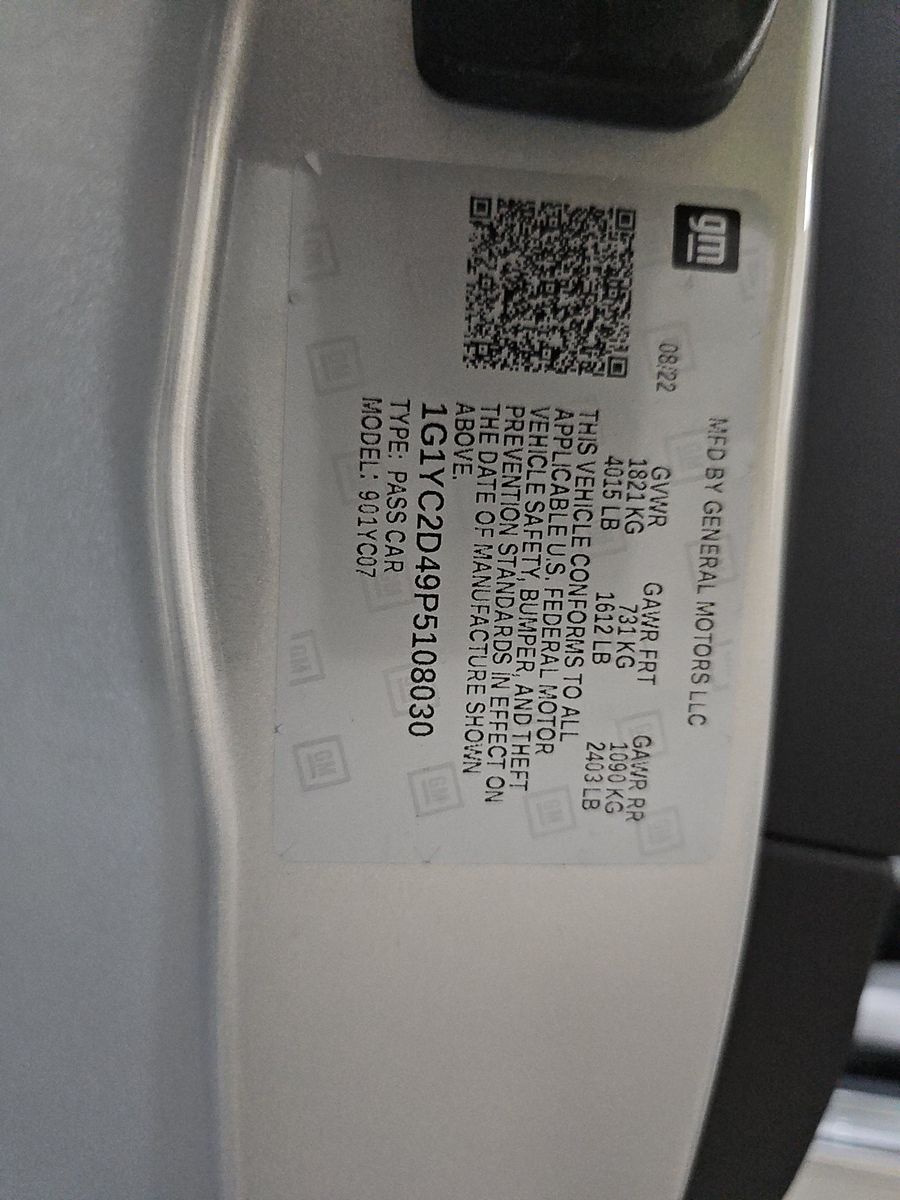 gm
MFD BY GENERAL MOTORS LLC
08/22
GVWR GAWR FRT GAWR RR
1821 KG 731 KG 1090 KG
4015 LB 1612 LB 2403 LB
THIS VEHICLE CONFORMS TO ALL
APPLICABLE U.S. FEDERAL MOTOR
VEHICLE SAFETY, BUMPER, AND THEFT
PREVENTION STANDARDS IN EFFECT ON
THE DATE OF MANUFACTURE SHOWN
ABOVE.
1G1YC2D49P5108030
TYPE: PASS CAR
MODEL: 901YC07